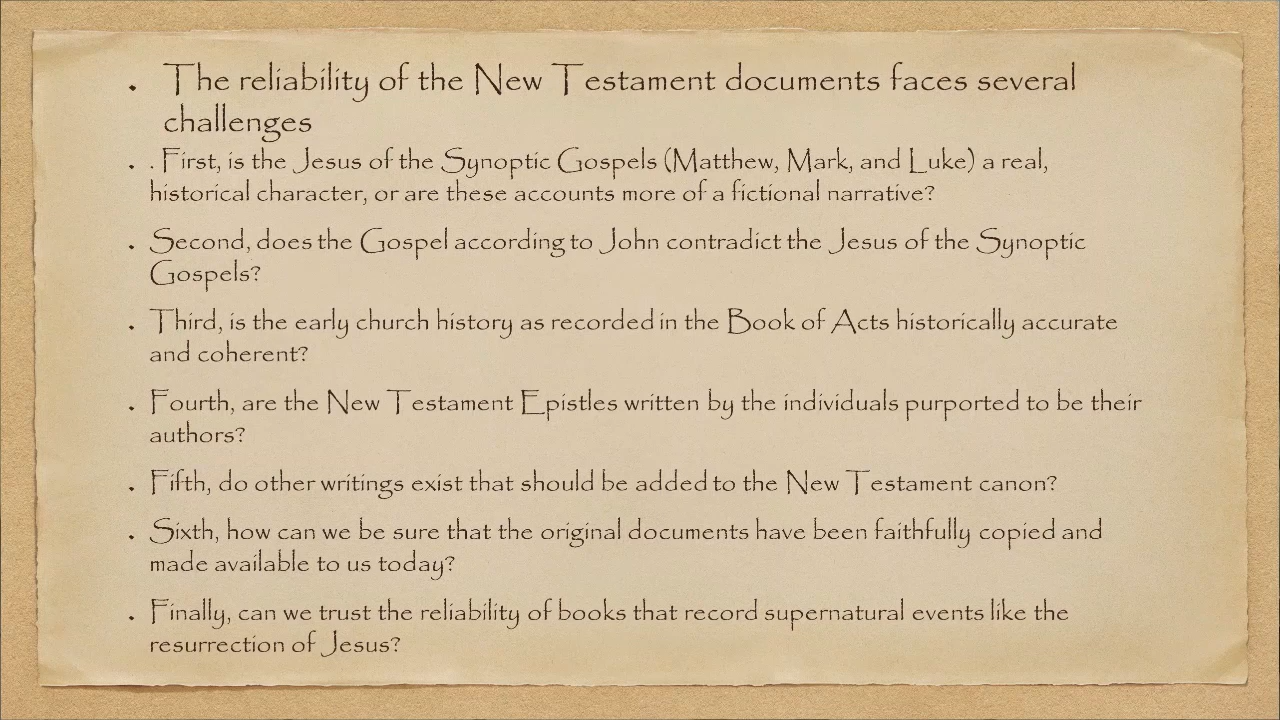 • The reliability of the New Testament documents faces several
challenges
• . First, is the Jesus of the Synoptic Gospels (Matthew, Mark, and Luke) a real,
historical character, or are these accounts more of a fictional narrative?
• Second, does the Gospel according to John contradict the Jesus of the Synoptic
Gospels?
• Third, is the early church history as recorded in the Book of Acts historically accurate
and coherent?
• Fourth, are the New Testament Epistles written by the individuals purported to be their
authors?
• Fifth, do other writings exist that should be added to the New Testament canon?
• Sixth, how can we be sure that the original documents have been faithfully copied and
made available to us today?
• Finally, can we trust the reliability of books that record supernatural events like the
resurrection of Jesus?